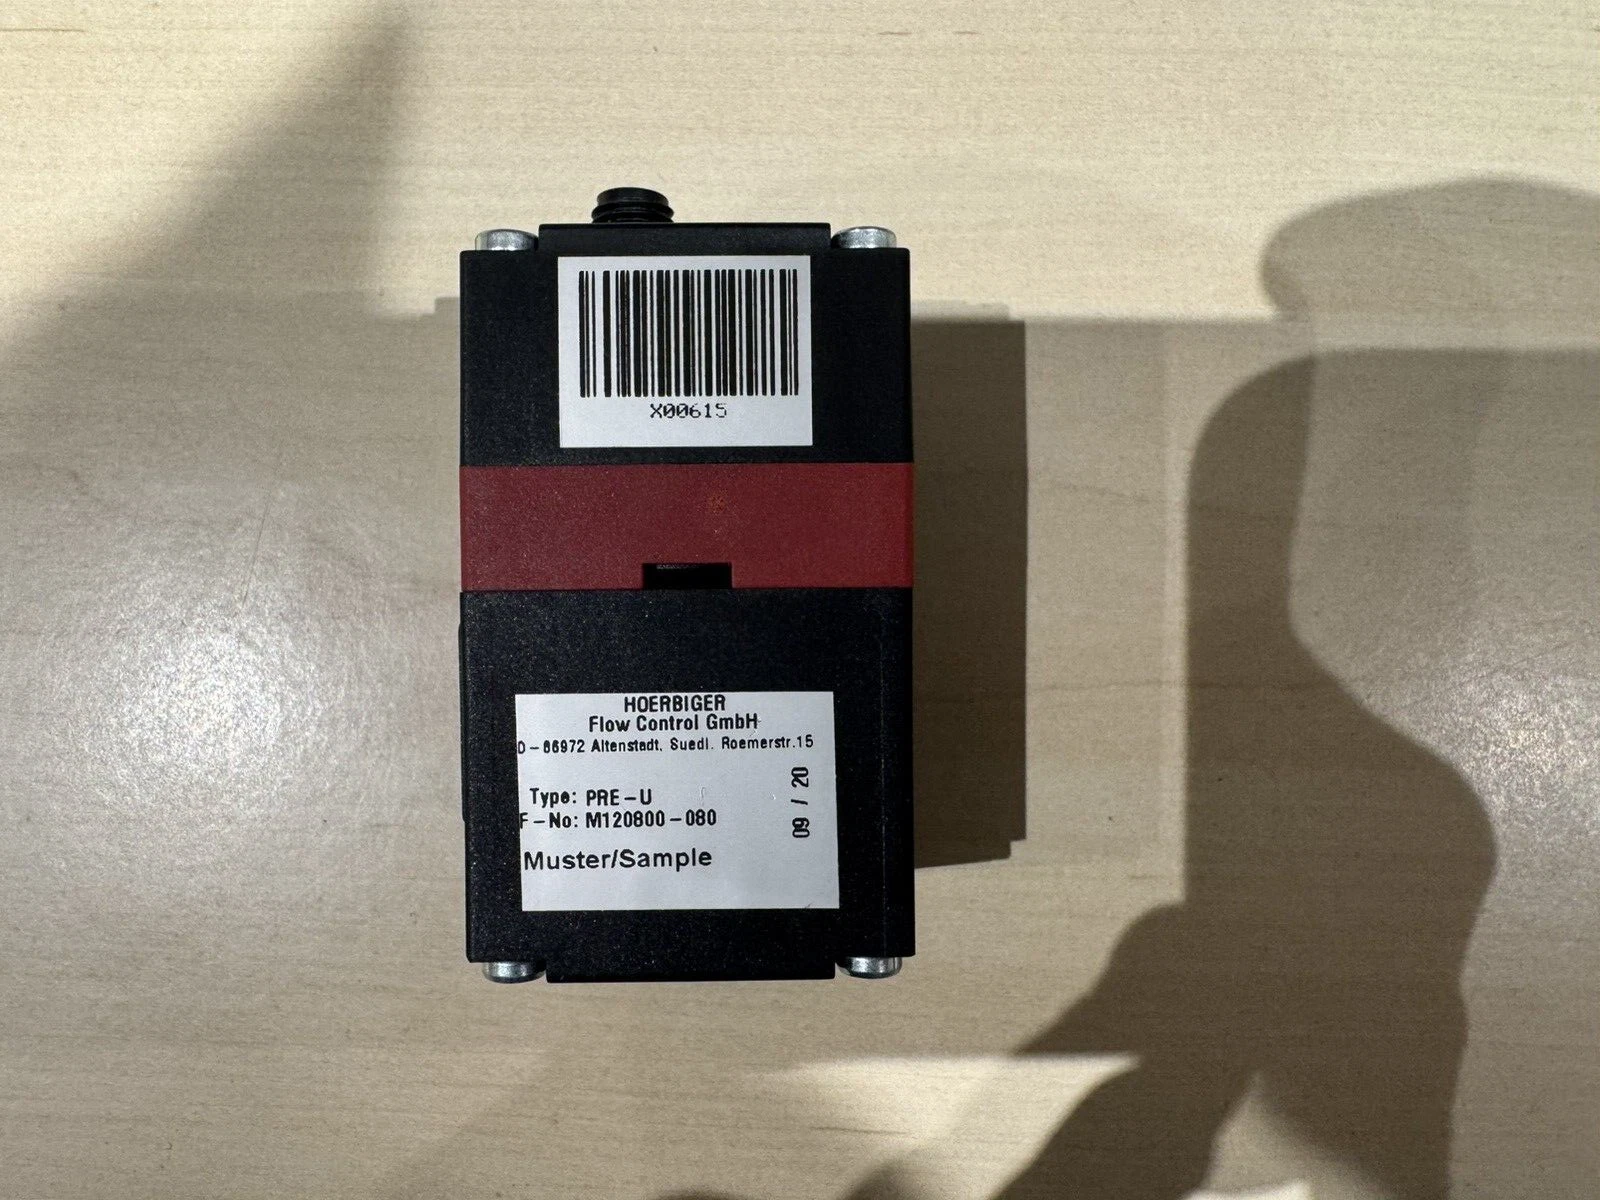 X00615
HOERBIGER
Flow Control GmbH
D-86972 Altenstadt, Suedl. Roemerstr.15
Type: PRE-U
F-No: M120800-080
09 / 20
Muster/Sample